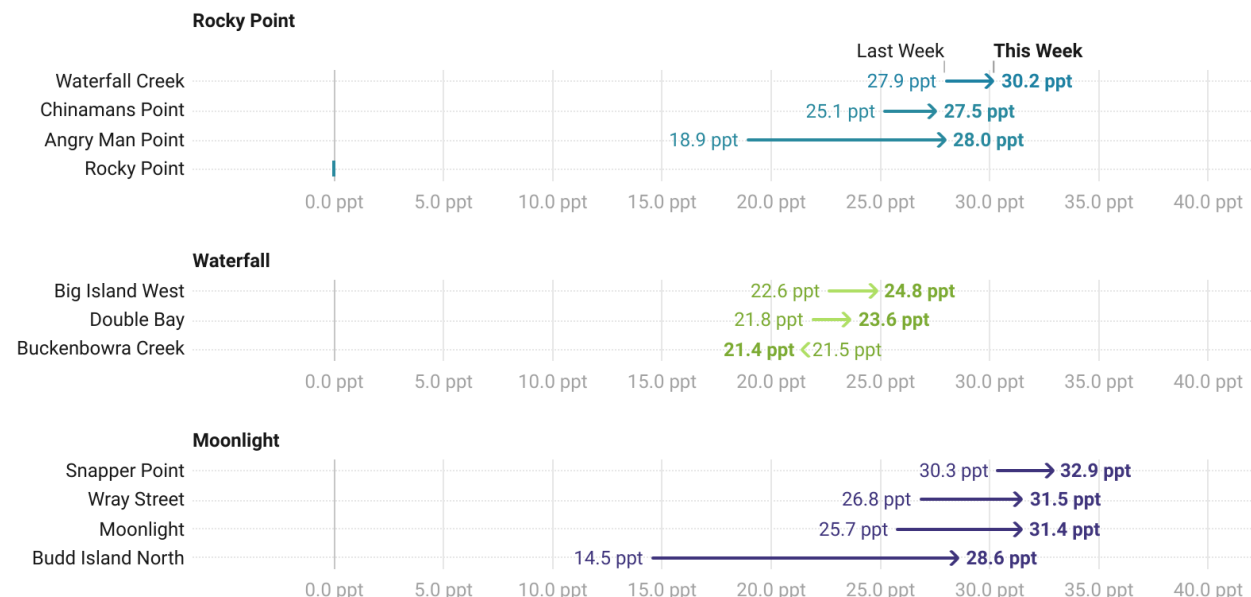 Rocky Point
Last Week This Week
Waterfall Creek 27.9 ppt 30.2 ppt
Chinamans Point 25.1 ppt 27.5 ppt
Angry Man Point 18.9 ppt 28.0 ppt
Rocky Point
0.0 ppt 5.0 ppt 10.0 ppt 15.0 ppt 20.0 ppt 25.0 ppt 30.0 ppt 35.0 ppt 40.0 ppt
Waterfall
Big Island West 22.6 ppt 24.8 ppt
Double Bay 21.8 ppt 23.6 ppt
Buckenbowra Creek 21.4 ppt 21.5 ppt
0.0 ppt 5.0 ppt 10.0 ppt 15.0 ppt 20.0 ppt 25.0 ppt 30.0 ppt 35.0 ppt 40.0 ppt
Moonlight
Snapper Point 30.3 ppt 32.9 ppt
Wray Street 26.8 ppt 31.5 ppt
Moonlight 25.7 ppt 31.4 ppt
Budd Island North 14.5 ppt 28.6 ppt
0.0 ppt 5.0 ppt 10.0 ppt 15.0 ppt 20.0 ppt 25.0 ppt 30.0 ppt 35.0 ppt 40.0 ppt